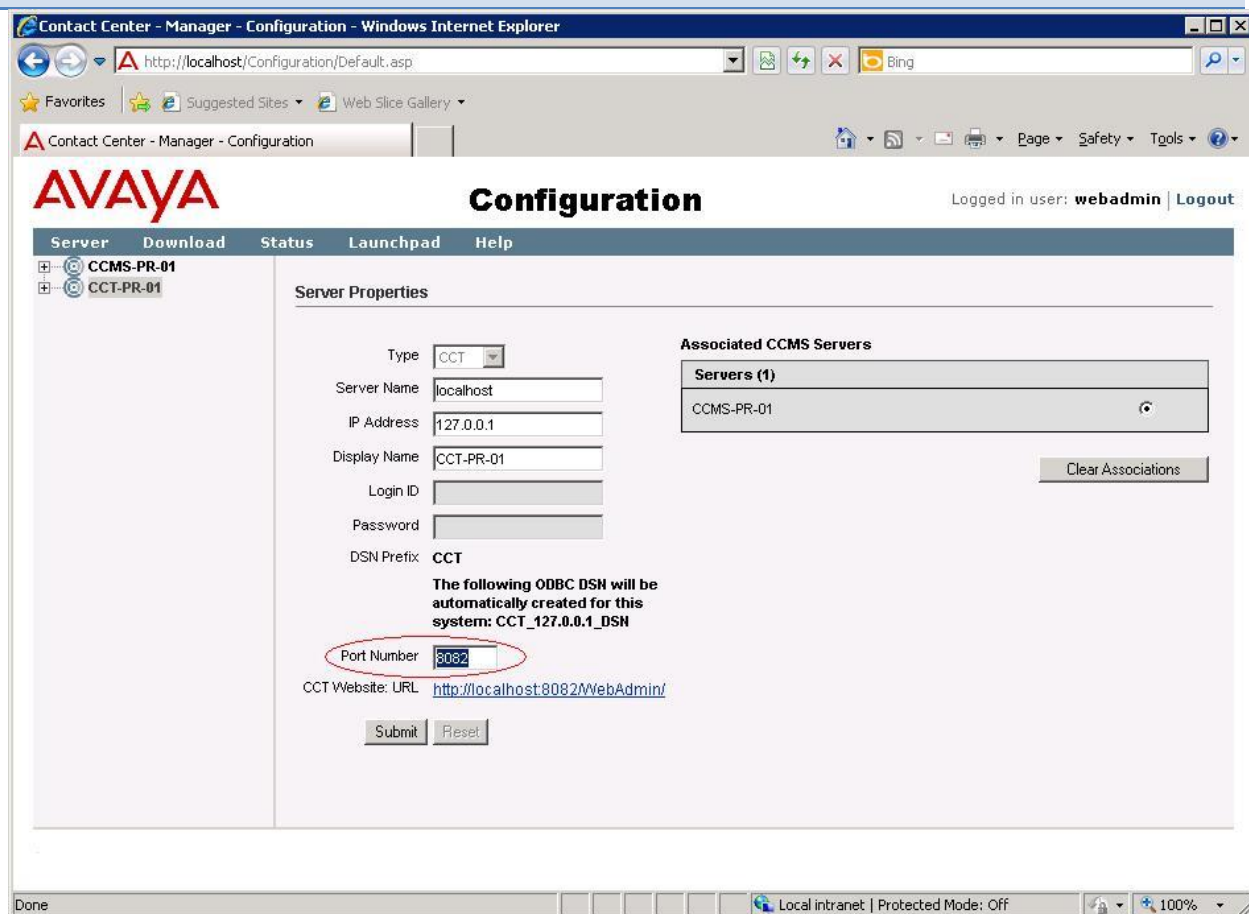 Contact Center - Manager - Configuration - Windows Internet Explorer
http://localhost/Configuration/Default.asp
Bing
Favorites
Suggested Sites
Web Slice Gallery
Contact Center - Manager - Configuration
Page
Safety
Tools
AVAYA
Configuration
Logged in user: webadmin | Logout
Server Download Status Launchpad Help
CCMS-PR-01
CCT-PR-01
Server Properties
Type CCT
Server Name localhost
IP Address 127.0.0.1
Display Name CCT-PR-01
Login ID
Password
DSN Prefix CCT
The following ODBC DSN will be
automatically created for this
system: CCT_127.0.0.1_DSN
Port Number 8082
CCT Website: URL http://localhost:8082/WebAdmin/
Submit Reset
Associated CCMS Servers
Servers (1)
CCMS-PR-01
Clear Associations
Done
Local intranet | Protected Mode: Off
100%